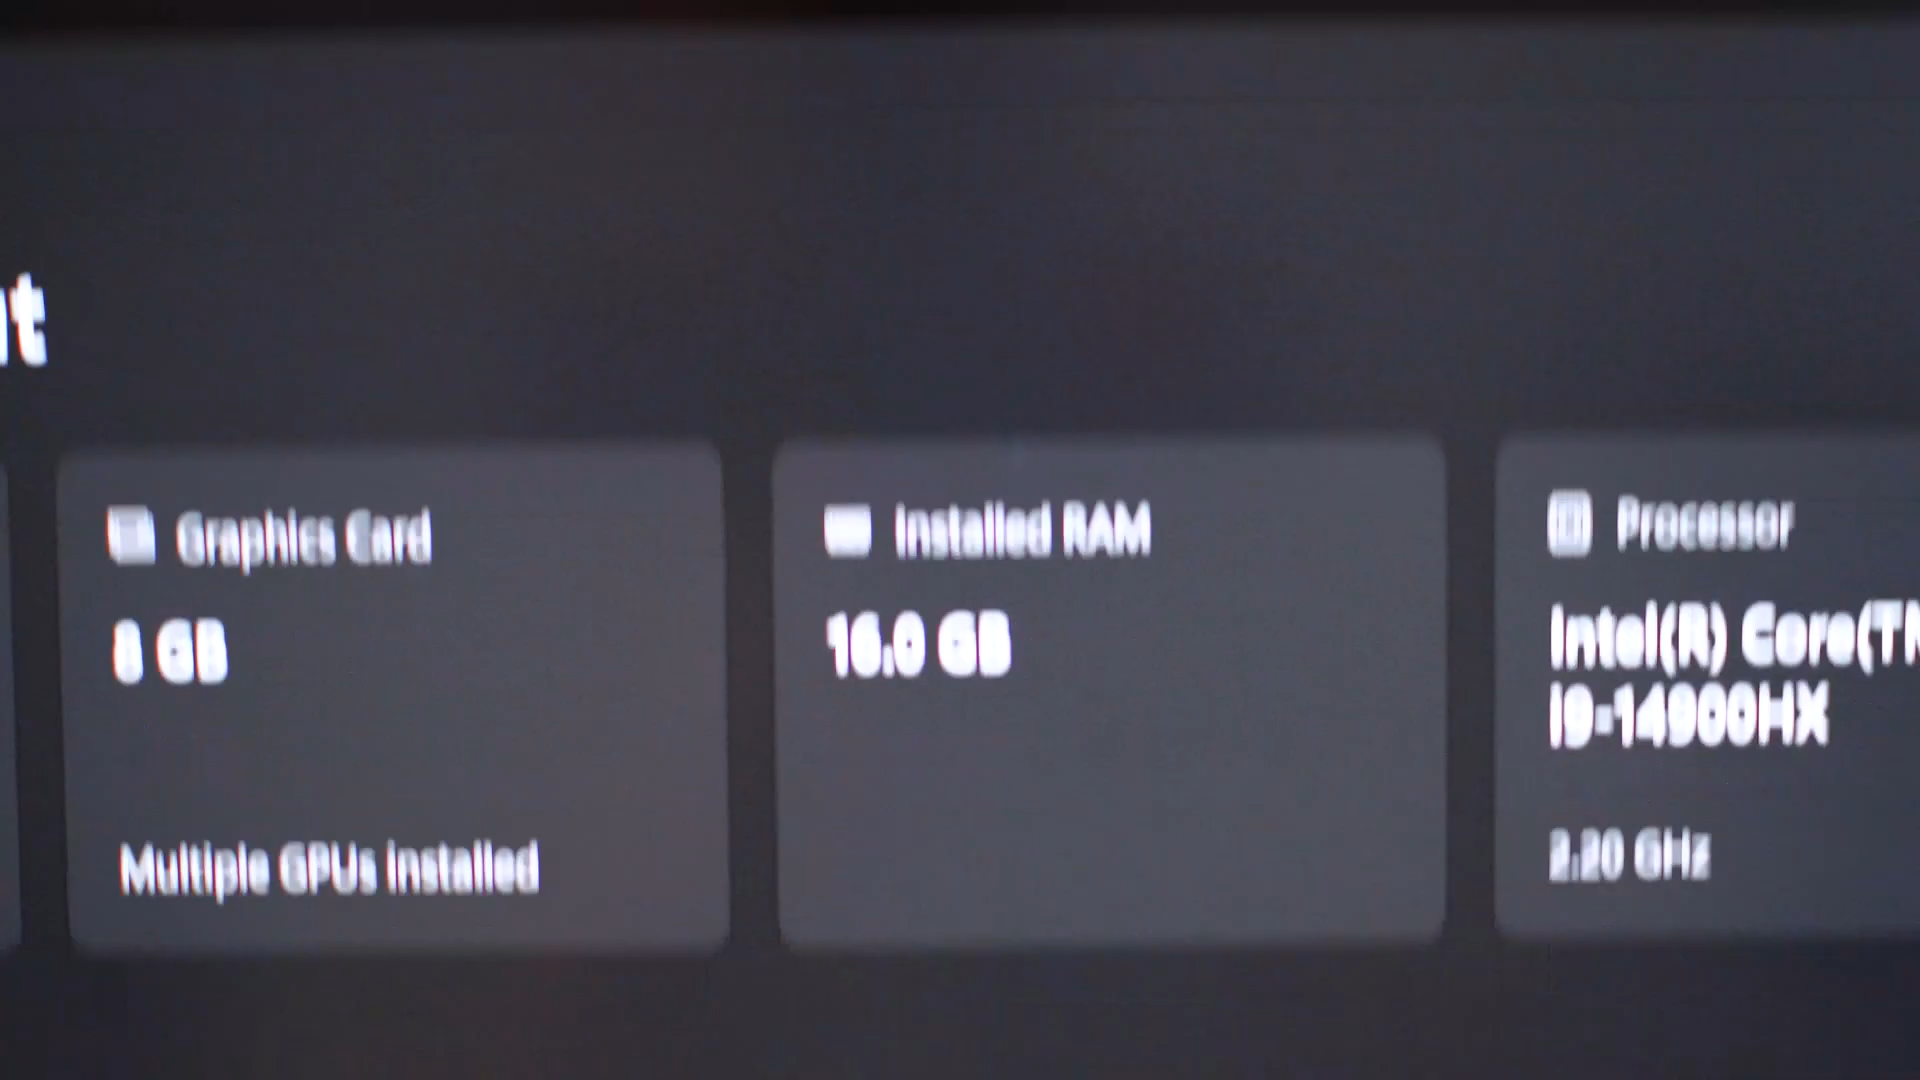 Graphics Card
8 GB
Multiple GPUs installed
Installed RAM
16.0 GB
Processor
Intel(R) Core(TM
i9-14900HX
2.20 GHz